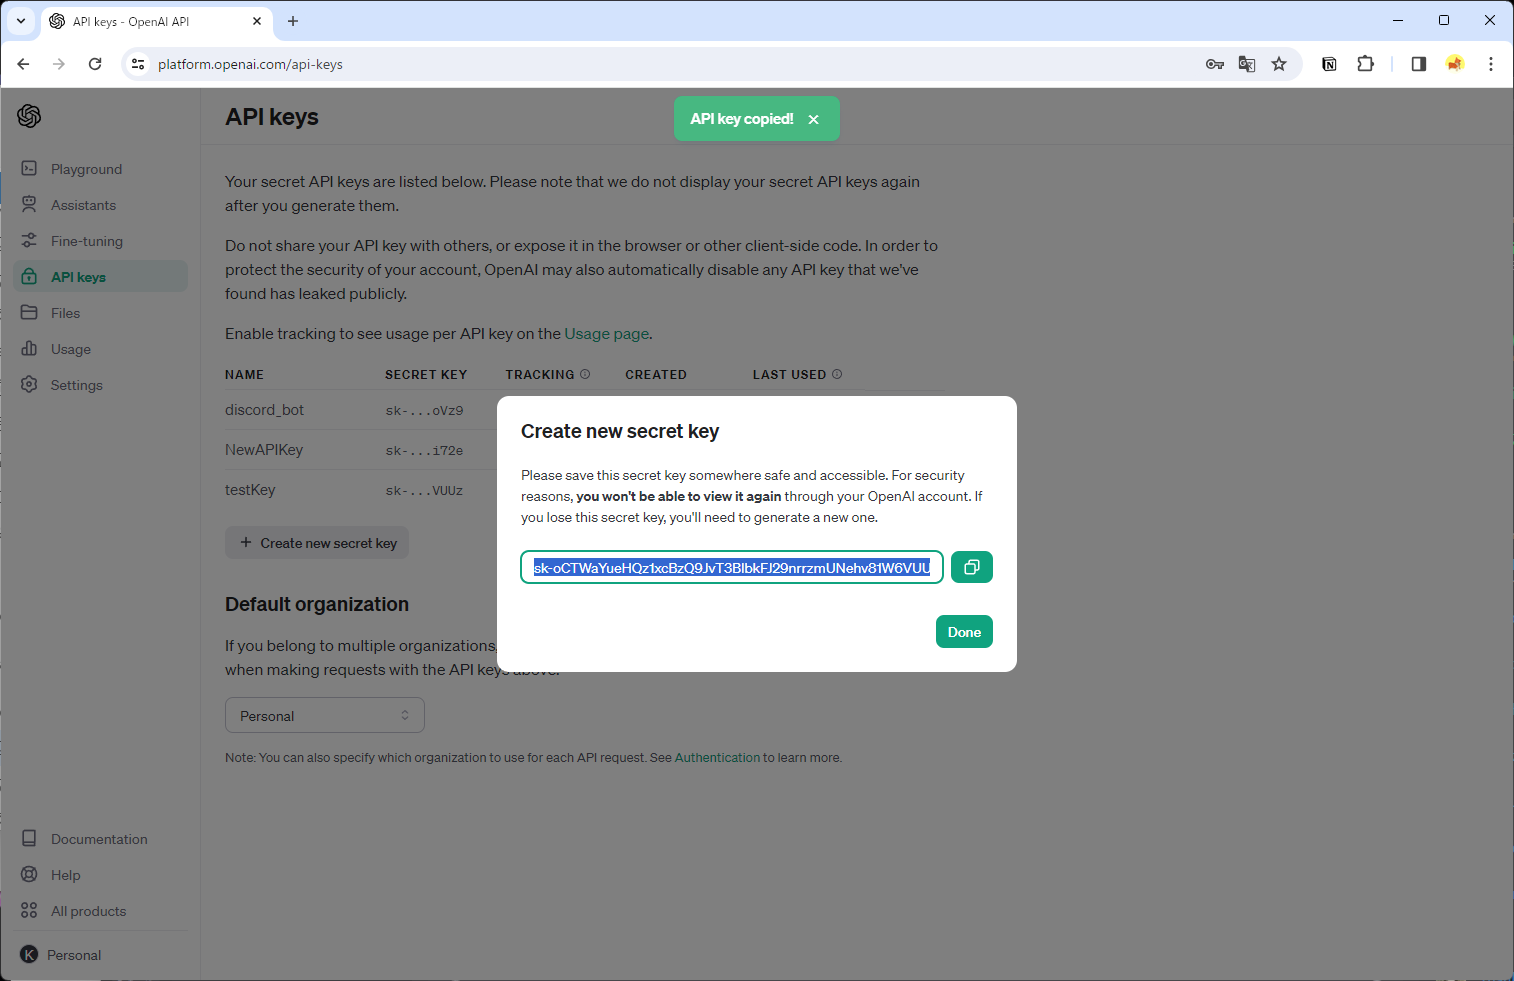 API keys - OpenAI API
platform.openai.com/api-keys
API keys
API key copied!
Playground
Assistants
Fine-tuning
API keys
Files
Usage
Settings
Your secret API keys are listed below. Please note that we do not display your secret API keys again
after you generate them.
Do not share your API key with others, or expose it in the browser or other client-side code. In order to
protect the security of your account, OpenAI may also automatically disable any API key that we've
found has leaked publicly.
Enable tracking to see usage per API key on the Usage page.
NAME SECRET KEY TRACKING CREATED LAST USED
discord_bot sk-...oVz9
NewAPIKey sk-...i72e
testKey sk-...VUUz
Create new secret key
Default organization
If you belong to multiple organizations,
when making requests with the API keys above.
Personal
Note: You can also specify which organization to use for each API request. See Authentication to learn more.
Create new secret key
Please save this secret key somewhere safe and accessible. For security
reasons, you won't be able to view it again through your OpenAI account. If
you lose this secret key, you'll need to generate a new one.
sk-oCTWaYueHQz1xcBzQ9JvT3BlbkFJ29nrrzmUNehv81W6VUU
Done
Documentation
Help
All products
K Personal